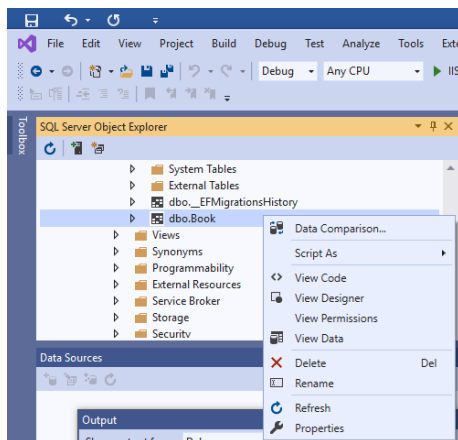 File Edit View Project Build Debug Test Analyze Tools
Debug Any CPU IIS
Toolbox
SQL Server Object Explorer
System Tables
External Tables
dbo.__EFMigrationsHistory
dbo.Book
Views
Synonyms
Programmability
External Resources
Service Broker
Storage
Security
Data Comparison...
Script As
View Code
View Designer
View Permissions
View Data
Delete Del
Rename
Refresh
Properties
Data Sources
Output